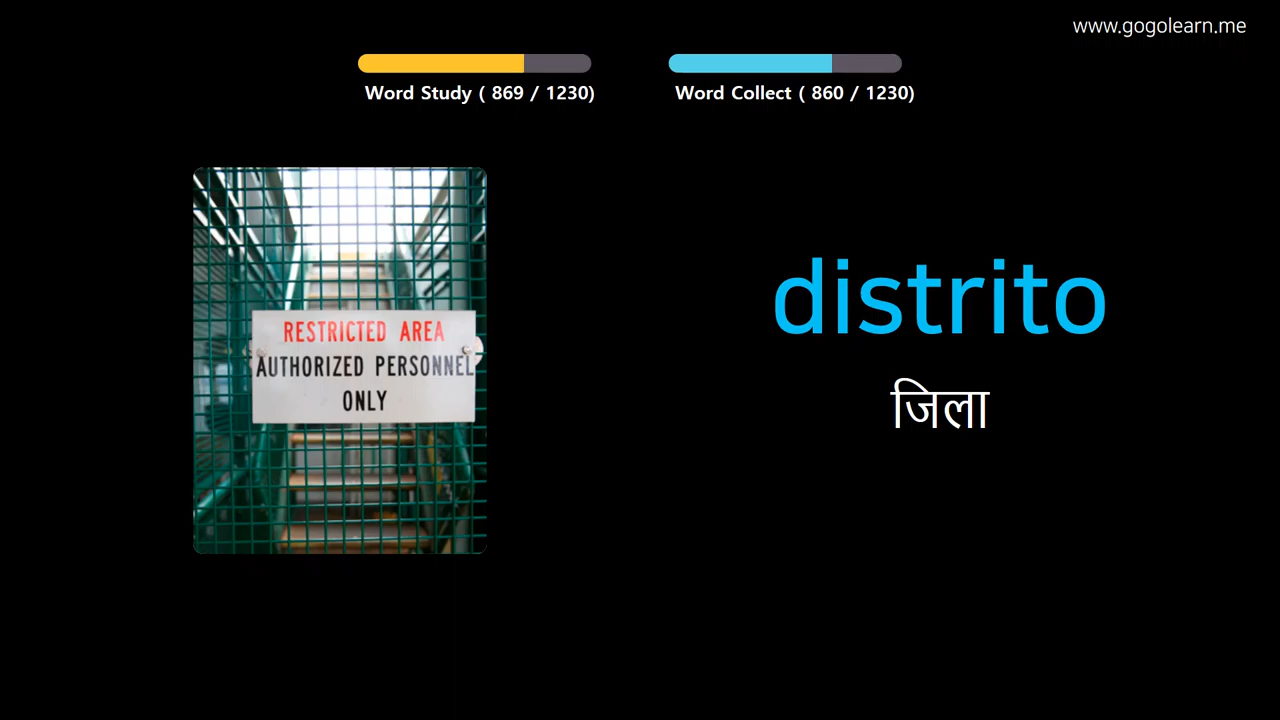 www.gogolearn.me
Word Study ( 869 / 1230)
Word Collect ( 860 / 1230)
RESTRICTED AREA
AUTHORIZED PERSONNEL
ONLY
distrito
जिला